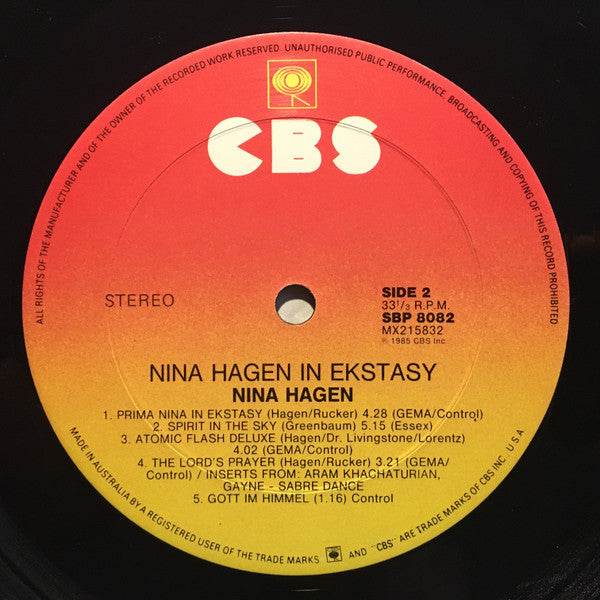 ALL RIGHTS OF THE MANUFACTURER AND OF THE OWNER OF THE RECORDED WORK RESERVED UNAUTHORISED PUBLIC PERFORMANCE, BROADCASTING AND COPYING OF THIS RECORD PROHIBITED
CBS
STEREO
SIDE 2
33 1/3 R.P.M.
SBP 8082
MX215832
℗ 1985 CBS Inc
NINA HAGEN IN EKSTASY
NINA HAGEN
1. PRIMA NINA IN EKSTASY (Hagen/Rucker) 4.28 (GEMA/Control)
2. SPIRIT IN THE SKY (Greenbaum) 5.15 (Essex)
3. ATOMIC FLASH DELUXE (Hagen/Dr. Livingstone/Lorentz)
4.02 (GEMA/Control)
4. THE LORD'S PRAYER (Hagen/Rucker) 3.21 (GEMA/
Control) / INSERTS FROM: ARAM KHACHATURIAN,
GAYNE - SABRE DANCE
5. GOTT IM HIMMEL (1.16) Control
MADE IN AUSTRALIA BY A REGISTERED USER OF THE TRADE MARKS AND "CBS" ARE TRADE MARKS OF CBS INC. U S A